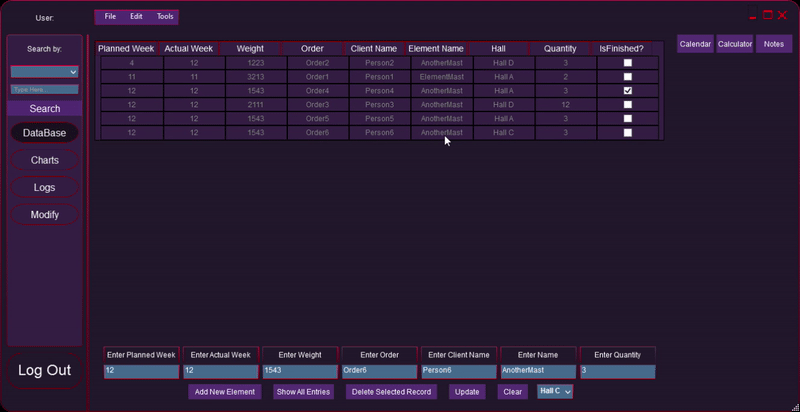 User:
File Edit Tools
Search by:
Type Here...
Search
DataBase
Charts
Logs
Modify
Log Out
Calendar Calculator Notes
Planned Week Actual Week Weight Order Client Name Element Name Hall Quantity IsFinished?
4 12 1223 Order2 Person2 AnotherMast Hall D 3
11 11 3213 Order1 Person1 ElementMast Hall A 2
12 12 1543 Order4 Person4 AnotherMast Hall A 3
12 12 2111 Order3 Person3 AnotherMast Hall D 12
12 12 1543 Order5 Person5 AnotherMast Hall A 3
12 12 1543 Order6 Person6 AnotherMast Hall C 3
Enter Planned Week Enter Actual Week Enter Weight Enter Order Enter Client Name Enter Name Enter Quantity
12 12 1543 Order6 Person6 AnotherMast 3
Add New Element Show All Entries Delete Selected Record Update Clear Hall C